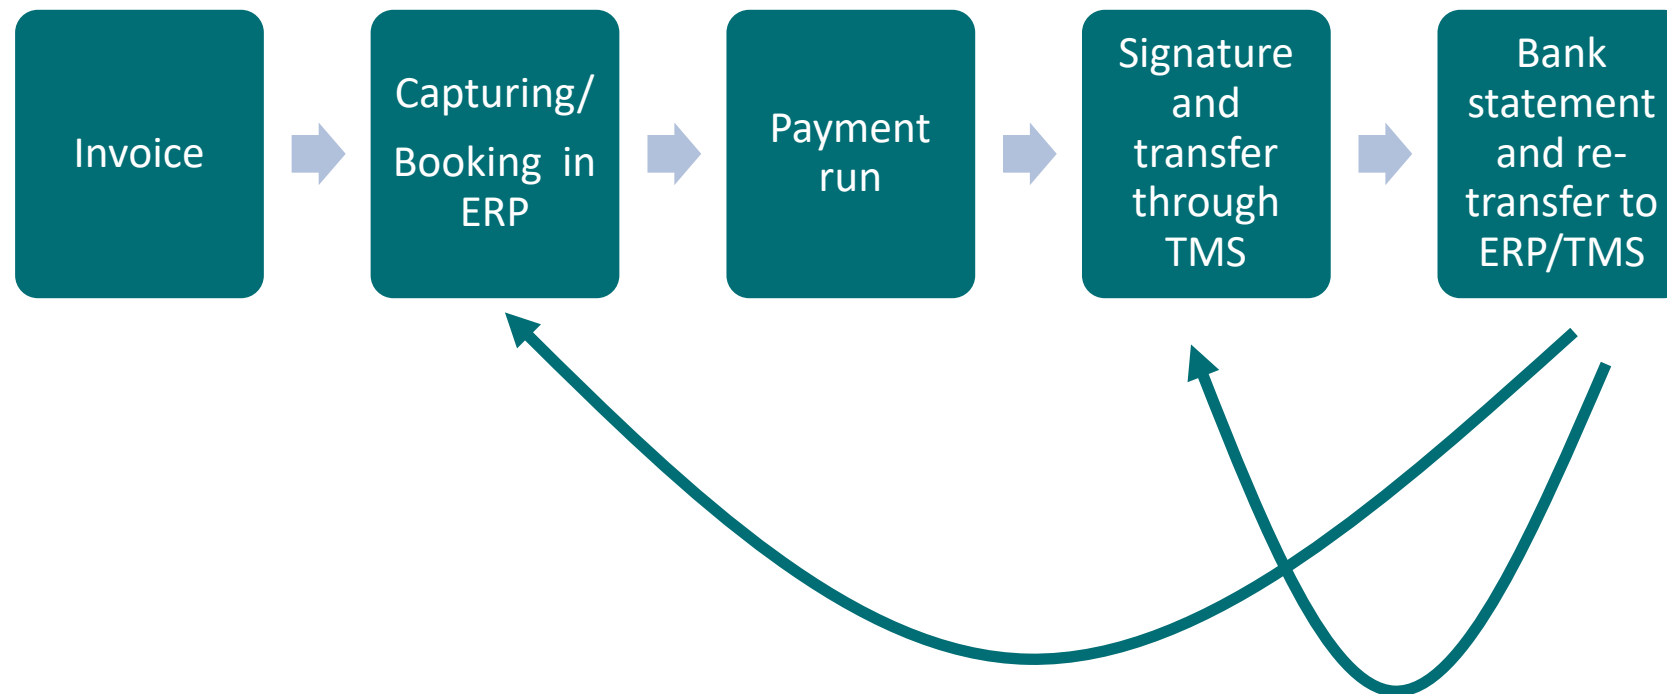 Invoice
Capturing/
Booking in
ERP
Payment
run
Signature
and
transfer
through
TMS
Bank
statement
and re-
transfer to
ERP/TMS